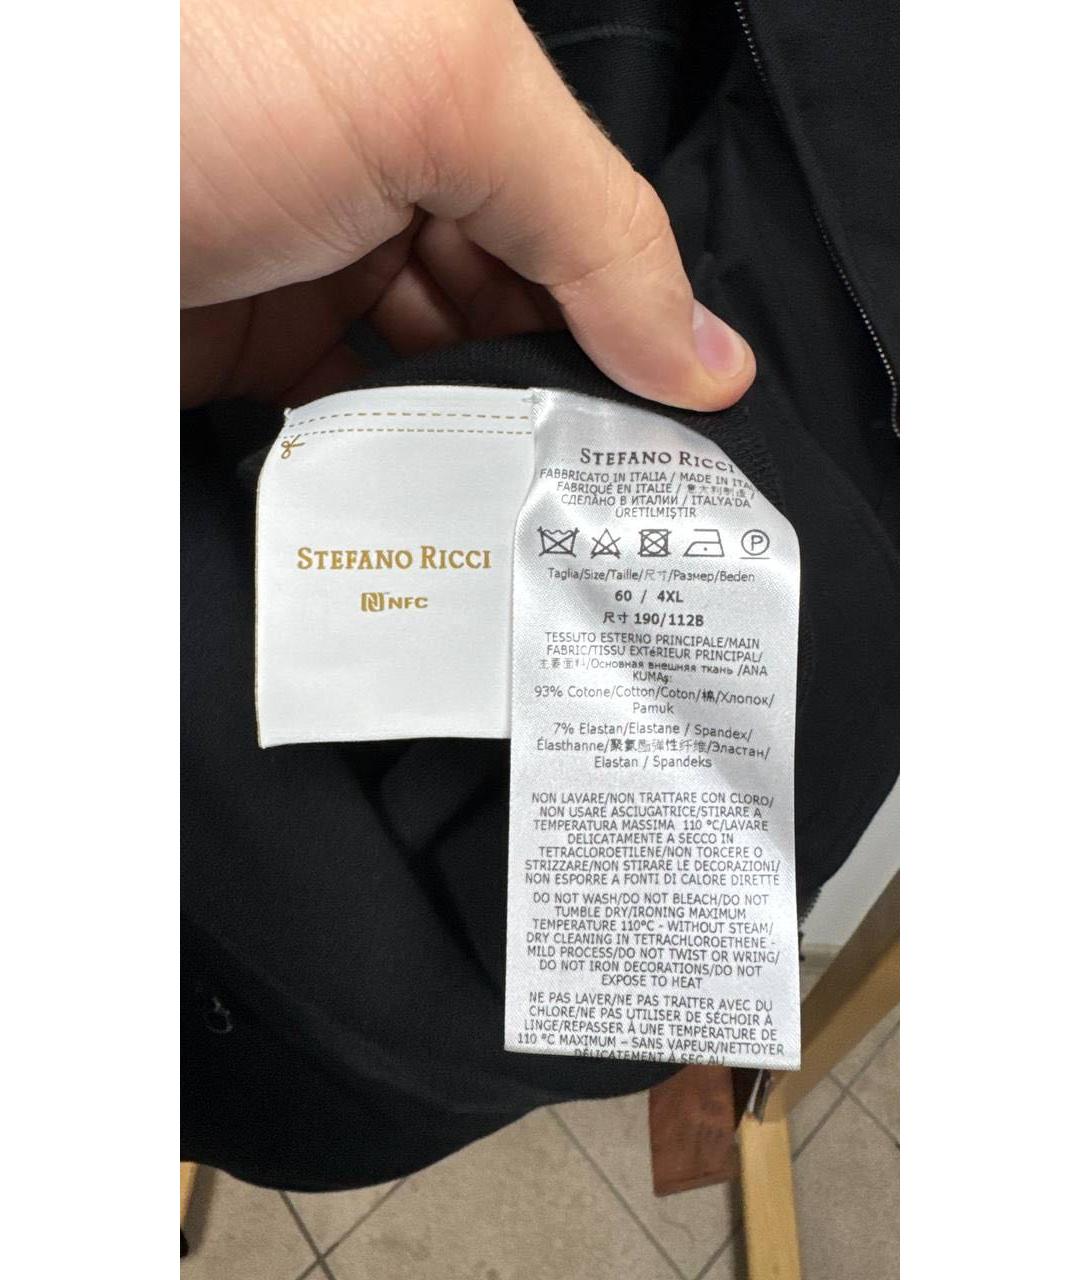 STEFANO RICCI
NFC
STEFANO RICCI
FABBRICATO IN ITALIA / MADE IN ITA
FABRIQUÉ EN ITALIE / 意大利制造 /
СДЕЛАНО В ИТАЛИИ / ITALYA'DA
ÜRETILMIŞTIR
P
Taglia/Size/Taille/尺寸/Размер/Beden
60 / 4XL
尺寸 190/112B
TESSUTO ESTERNO PRINCIPALE/MAIN
FABRIC/TISSU EXTéRIEUR PRINCIPAL/
主要面料/Основная внешняя ткань /ANA
KUMAş:
93% Cotone/Cotton/Coton/棉/Хлопок/
Pamuk
7% Elastan/Elastane / Spandex/
Élasthanne/聚氨酯弹性纤维/Эластан/
Elastan / Spandeks
NON LAVARE/NON TRATTARE CON CLORO/
NON USARE ASCIUGATRICE/STIRARE A
TEMPERATURA MASSIMA 110 °C/LAVARE
DELICATAMENTE A SECCO IN
TETRACLOROETILENE/NON TORCERE O
STRIZZARE/NON STIRARE LE DECORAZIONI/
NON ESPORRE A FONTI DI CALORE DIRETTE
DO NOT WASH/DO NOT BLEACH/DO NOT
TUMBLE DRY/IRONING MAXIMUM
TEMPERATURE 110°C - WITHOUT STEAM/
DRY CLEANING IN TETRACHLOROETHENE -
MILD PROCESS/DO NOT TWIST OR WRING/
DO NOT IRON DECORATIONS/DO NOT
EXPOSE TO HEAT
NE PAS LAVER/NE PAS TRAITER AVEC DU
CHLORE/NE PAS UTILISER DE SÉCHOIR À
LINGE/REPASSER À UNE TEMPÉRATURE DE
110 °C MAXIMUM – SANS VAPEUR/NETTOYER
DÉLICATEMENT À SEC AU